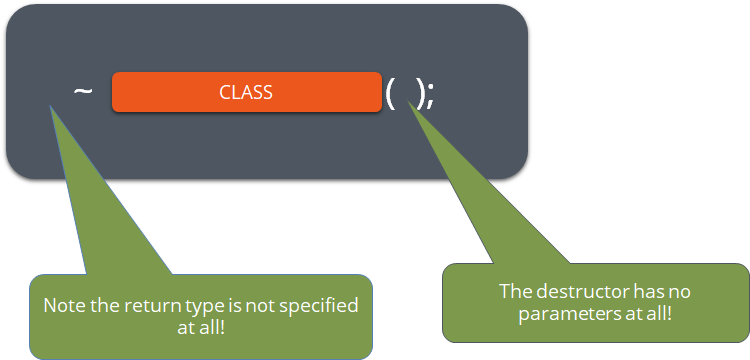 ~ CLASS ( );
Note the return type is not specified
at all!
The destructor has no
parameters at all!